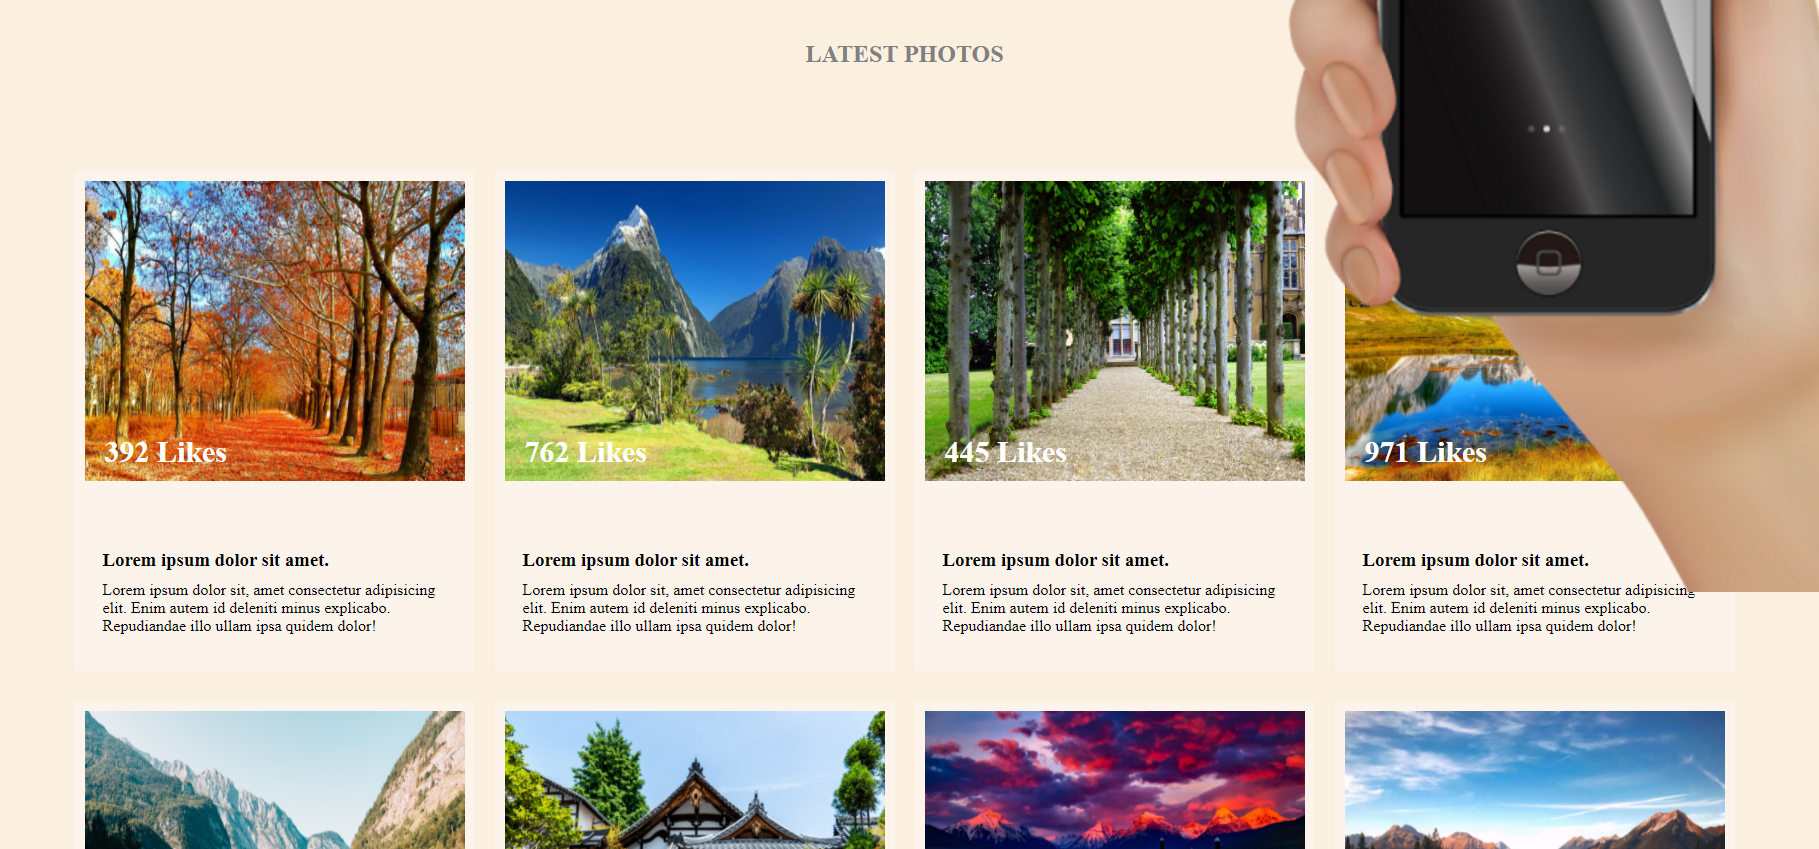 LATEST PHOTOS
392 Likes
762 Likes
445 Likes
971 Likes
Lorem ipsum dolor sit amet.
Lorem ipsum dolor sit, amet consectetur adipisicing
elit. Enim autem id deleniti minus explicabo.
Repudiandae illo ullam ipsa quidem dolor!
Lorem ipsum dolor sit amet.
Lorem ipsum dolor sit, amet consectetur adipisicing
elit. Enim autem id deleniti minus explicabo.
Repudiandae illo ullam ipsa quidem dolor!
Lorem ipsum dolor sit amet.
Lorem ipsum dolor sit, amet consectetur adipisicing
elit. Enim autem id deleniti minus explicabo.
Repudiandae illo ullam ipsa quidem dolor!
Lorem ipsum dolor sit amet.
Lorem ipsum dolor sit, amet consectetur adipisicing
elit. Enim autem id deleniti minus explicabo.
Repudiandae illo ullam ipsa quidem dolor!